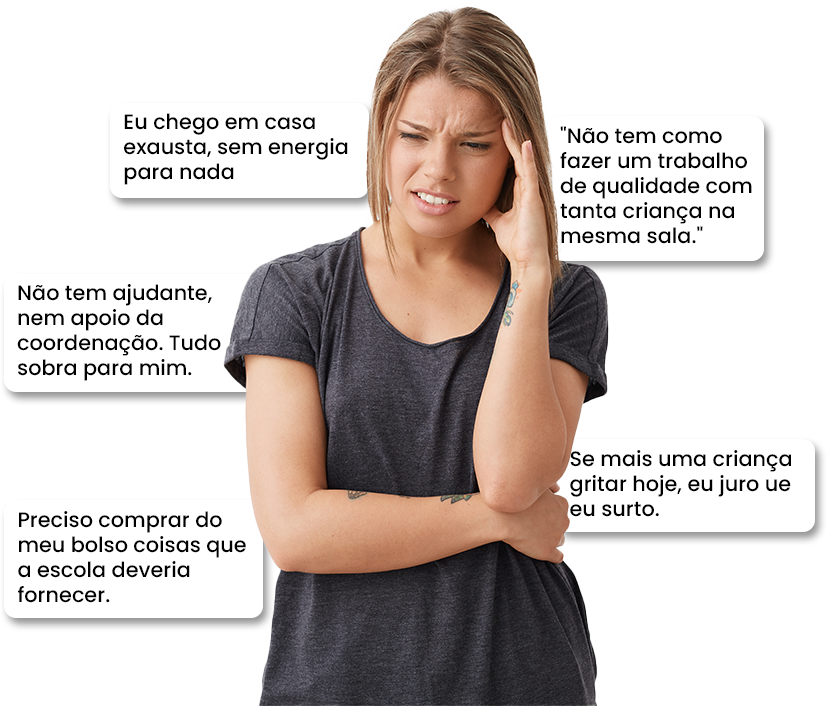 Eu chego em casa
exausta, sem energia
para nada
"Não tem como
fazer um trabalho
de qualidade com
tanta criança na
mesma sala."
Não tem ajudante,
nem apoio da
coordenação. Tudo
sobra para mim.
Se mais uma criança
gritar hoje, eu juro ue
eu surto.
Preciso comprar do
meu bolso coisas que
a escola deveria
fornecer.